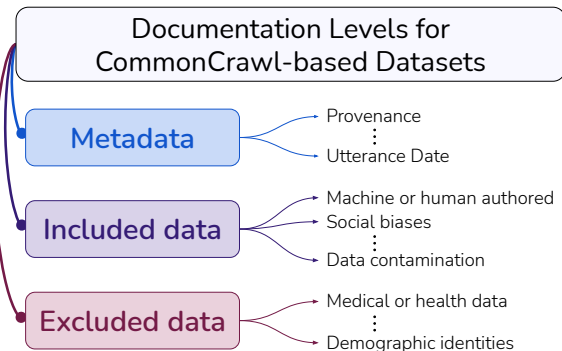 Documentation Levels for
CommonCrawl-based Datasets
Metadata
Provenance
Utterance Date
Included data
Machine or human authored
Social biases
Data contamination
Excluded data
Medical or health data
Demographic identities